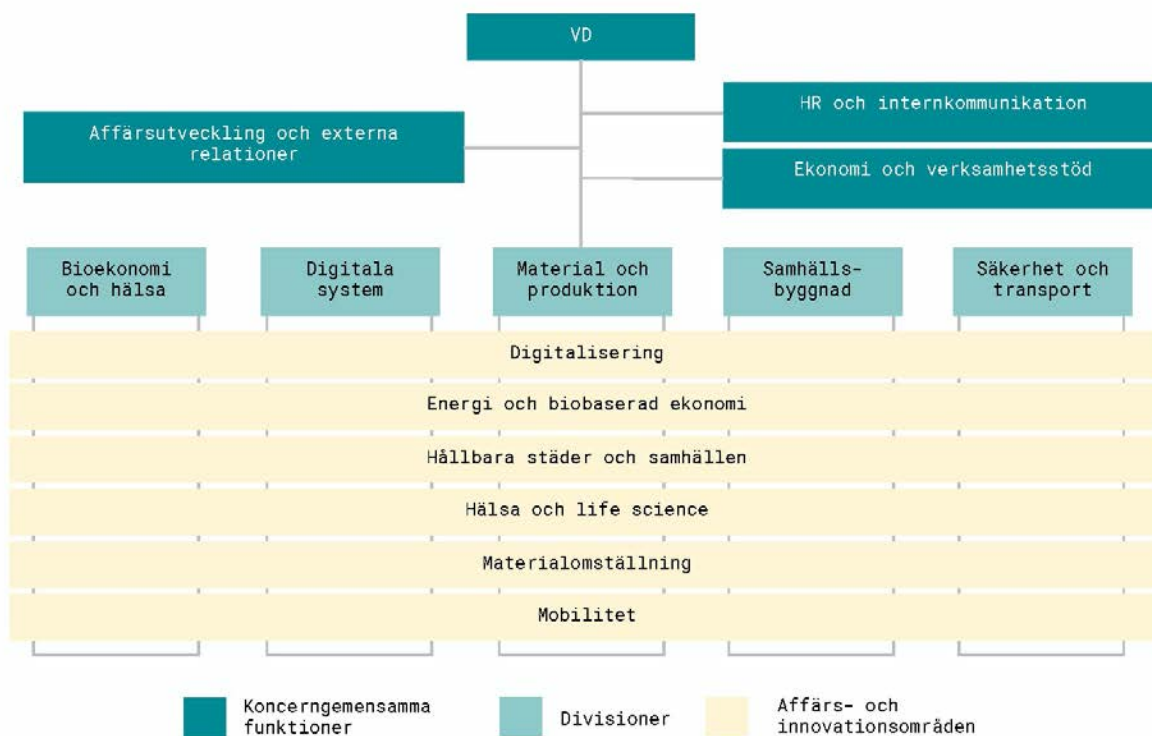 VD
HR och internkommunikation
Affärsutveckling och externa
relationer
Ekonomi och verksamhetsstöd
Bioekonomi
och hälsa
Digitala
system
Material och
produktion
Samhälls-
byggnad
Säkerhet och
transport
Digitalisering
Energi och biobaserad ekonomi
Hållbara städer och samhällen
Hälsa och life science
Materialomställning
Mobilitet
Koncerngemensamma
funktioner
Divisioner
Affärs- och
innovationsområden